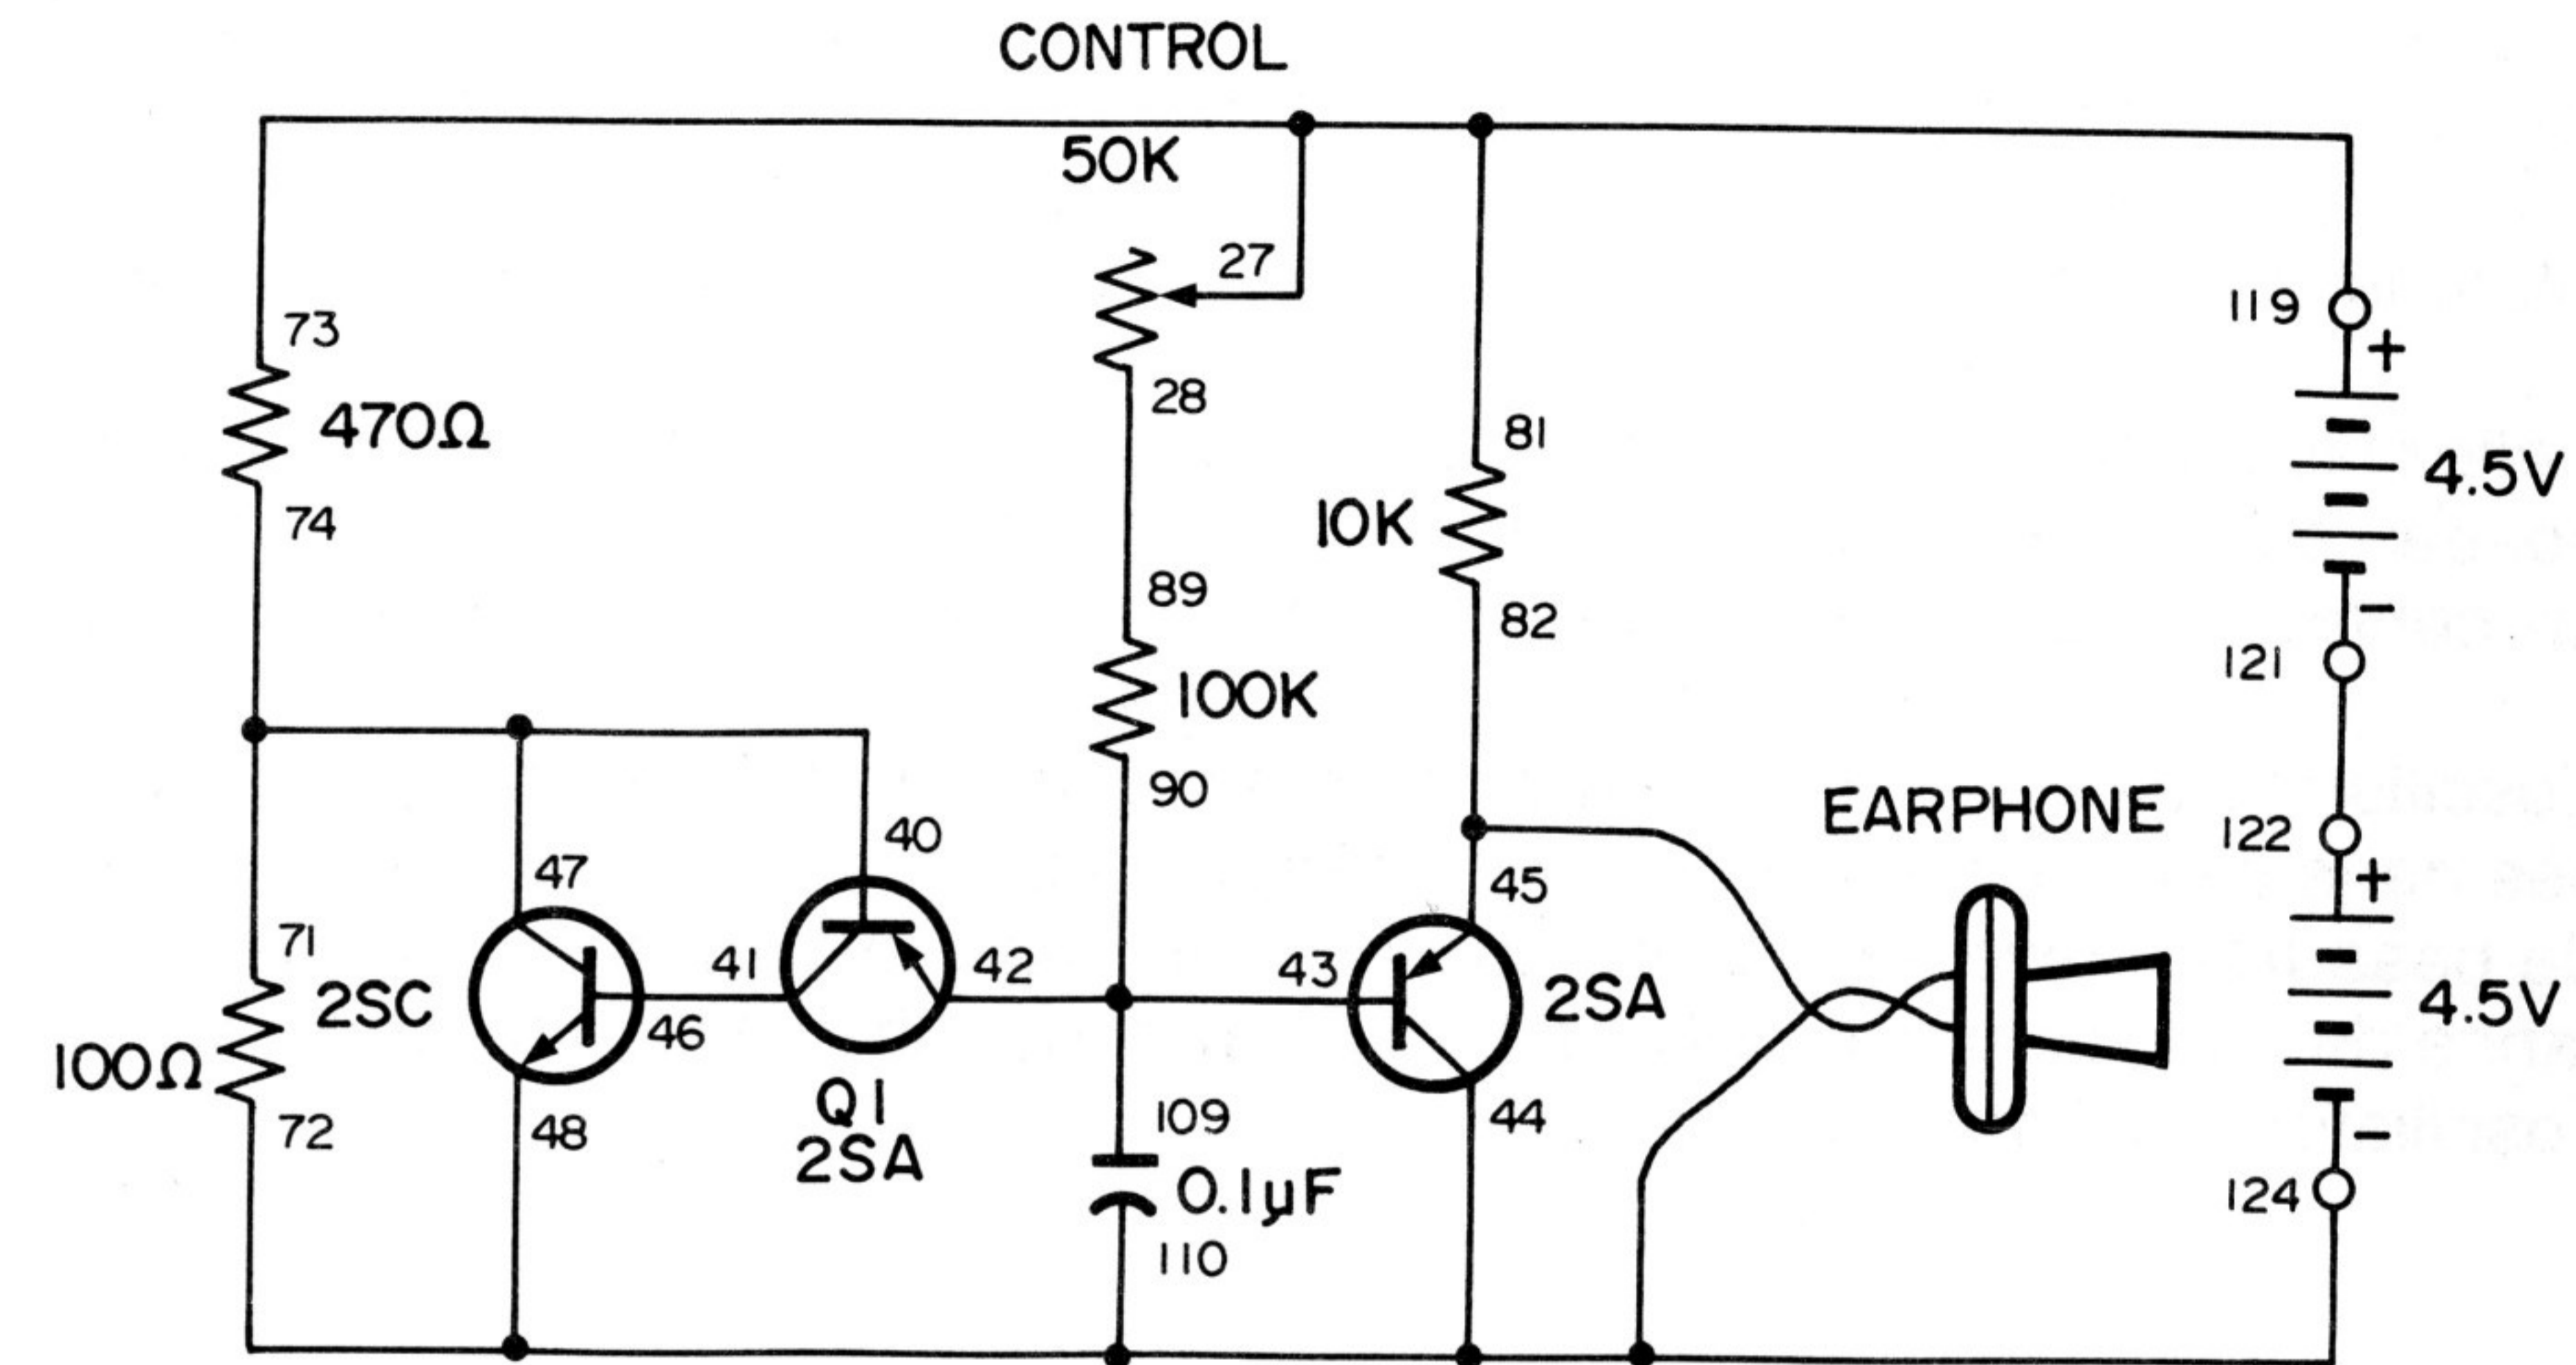 CONTROL
50K
27
28
73
470Ω
74
119
+
4.5V
−
121
81
10K
82
89
100K
90
EARPHONE
122
+
4.5V
−
124
40
47
45
71
2SC
41
42
43
2SA
46
100Ω
72
48
Q1
2SA
109
0.1µF
110
44